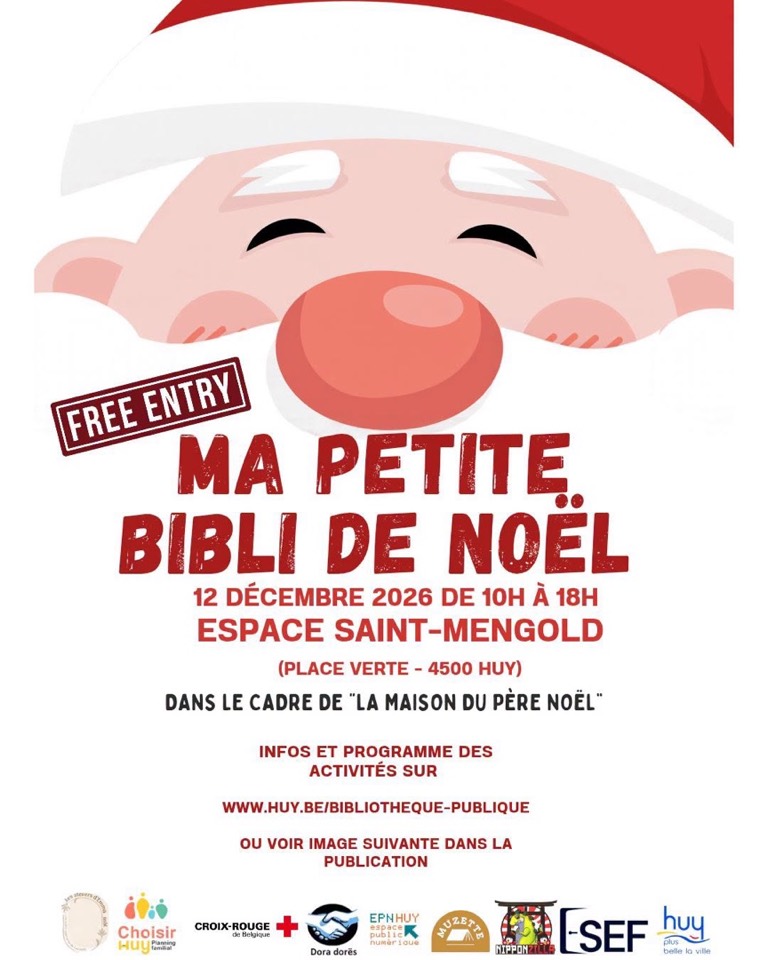 FREE ENTRY
MA PETITE
BIBLI DE NOËL
12 DÉCEMBRE 2026 DE 10H À 18H
ESPACE SAINT-MENGOLD
(PLACE VERTE - 4500 HUY)
DANS LE CADRE DE "LA MAISON DU PÈRE NOËL"
INFOS ET PROGRAMME DES
ACTIVITÉS SUR
WWW.HUY.BE/BIBLIOTHEQUE-PUBLIQUE
OU VOIR IMAGE SUIVANTE DANS LA
PUBLICATION
Choisir
HUY Planning
familial
CROIX-ROUGE
de Belgique
Dora dorës
EPNHUY
espace
public
numérique
MUZETTE
NIPPON
SEF
huy
plus
belle la ville